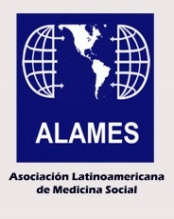 ALAMES
Asociación Latinoamericana
de Medicina Social